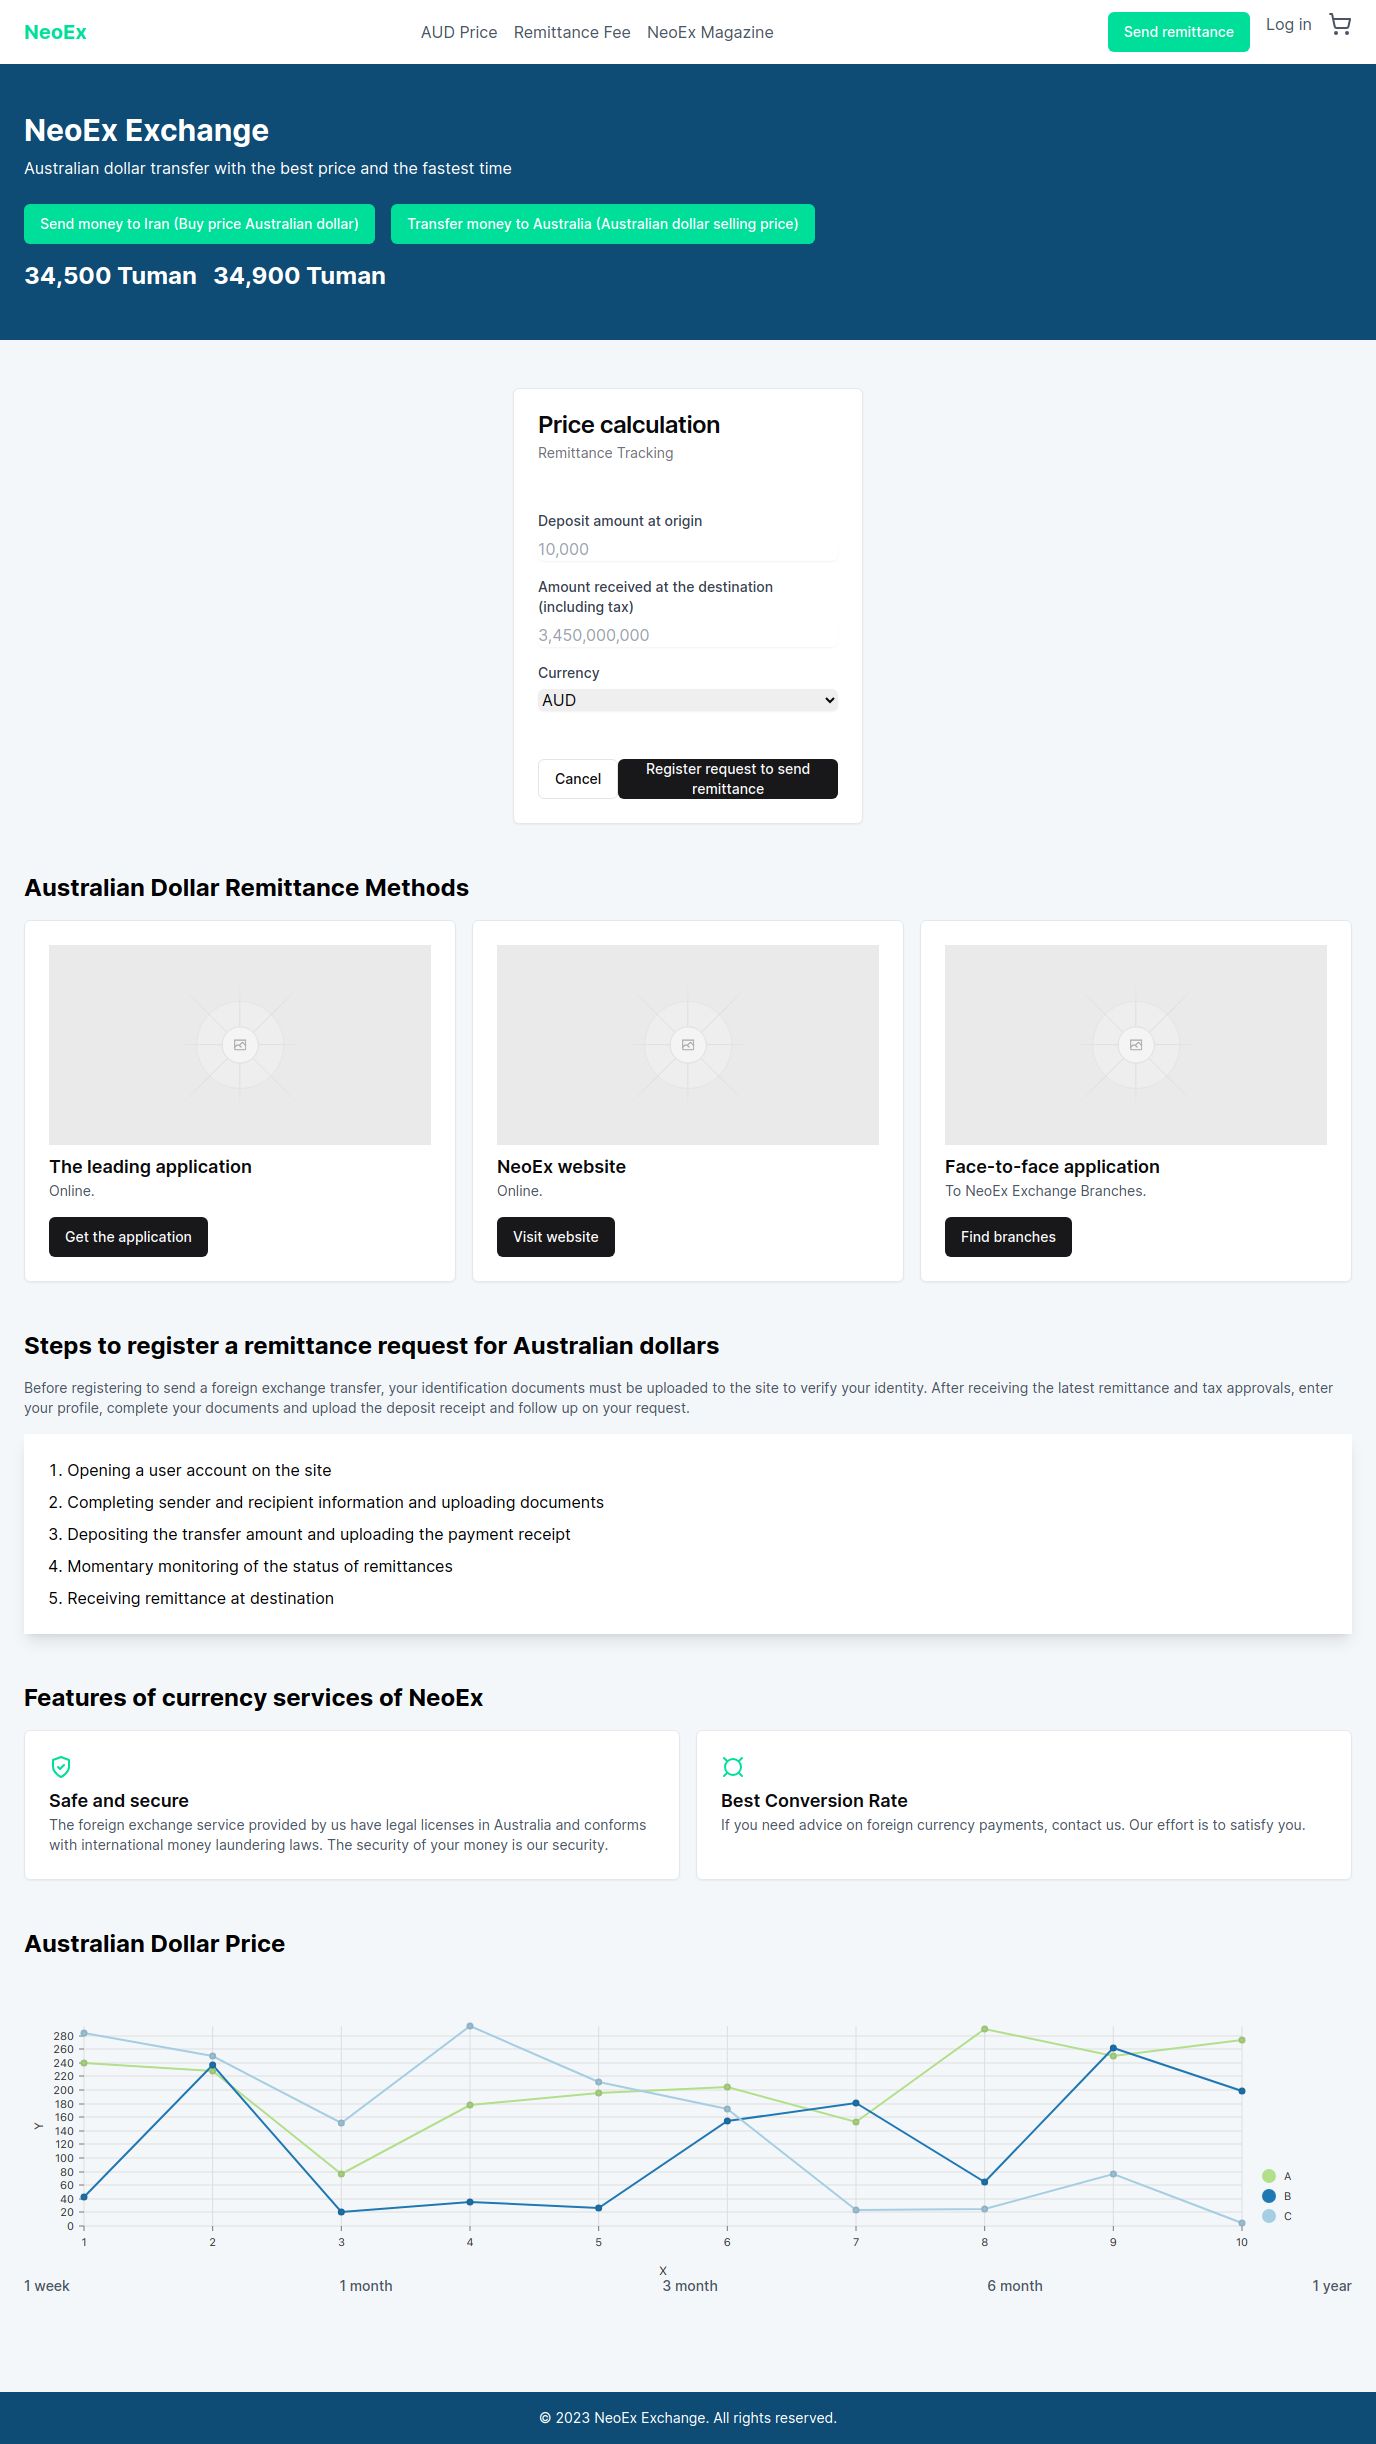 NeoEx
AUD Price
Remittance Fee
NeoEx Magazine
Send remittance
Log in
NeoEx Exchange
Australian dollar transfer with the best price and the fastest time
Send money to Iran (Buy price Australian dollar)
Transfer money to Australia (Australian dollar selling price)
34,500 Tuman
34,900 Tuman
Price calculation
Remittance Tracking
Deposit amount at origin
10,000
Amount received at the destination
(including tax)
3,450,000,000
Currency
AUD
Cancel
Register request to send
remittance
Australian Dollar Remittance Methods
The leading application
Online.
Get the application
NeoEx website
Online.
Visit website
Face-to-face application
To NeoEx Exchange Branches.
Find branches
Steps to register a remittance request for Australian dollars
Before registering to send a foreign exchange transfer, your identification documents must be uploaded to the site to verify your identity. After receiving the latest remittance and tax approvals, enter
your profile, complete your documents and upload the deposit receipt and follow up on your request.
1. Opening a user account on the site
2. Completing sender and recipient information and uploading documents
3. Depositing the transfer amount and uploading the payment receipt
4. Momentary monitoring of the status of remittances
5. Receiving remittance at destination
Features of currency services of NeoEx
Safe and secure
The foreign exchange service provided by us have legal licenses in Australia and conforms
with international money laundering laws. The security of your money is our security.
Best Conversion Rate
If you need advice on foreign currency payments, contact us. Our effort is to satisfy you.
Australian Dollar Price
280
260
240
220
200
180
160
140
120
100
80
60
40
20
0
Y
1 2 3 4 5 6 7 8 9 10
X
A
B
C
1 week
1 month
3 month
6 month
1 year
© 2023 NeoEx Exchange. All rights reserved.